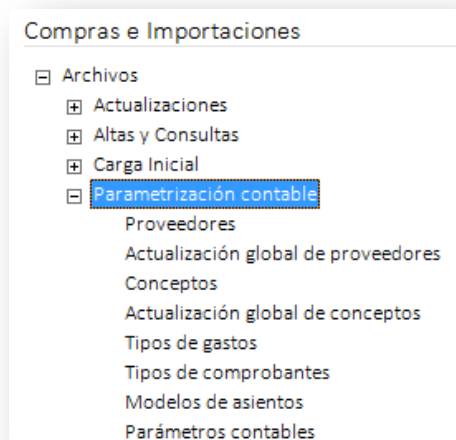 Compras e Importaciones
Archivos
Actualizaciones
Altas y Consultas
Carga Inicial
Parametrización contable
Proveedores
Actualización global de proveedores
Conceptos
Actualización global de conceptos
Tipos de gastos
Tipos de comprobantes
Modelos de asientos
Parámetros contables